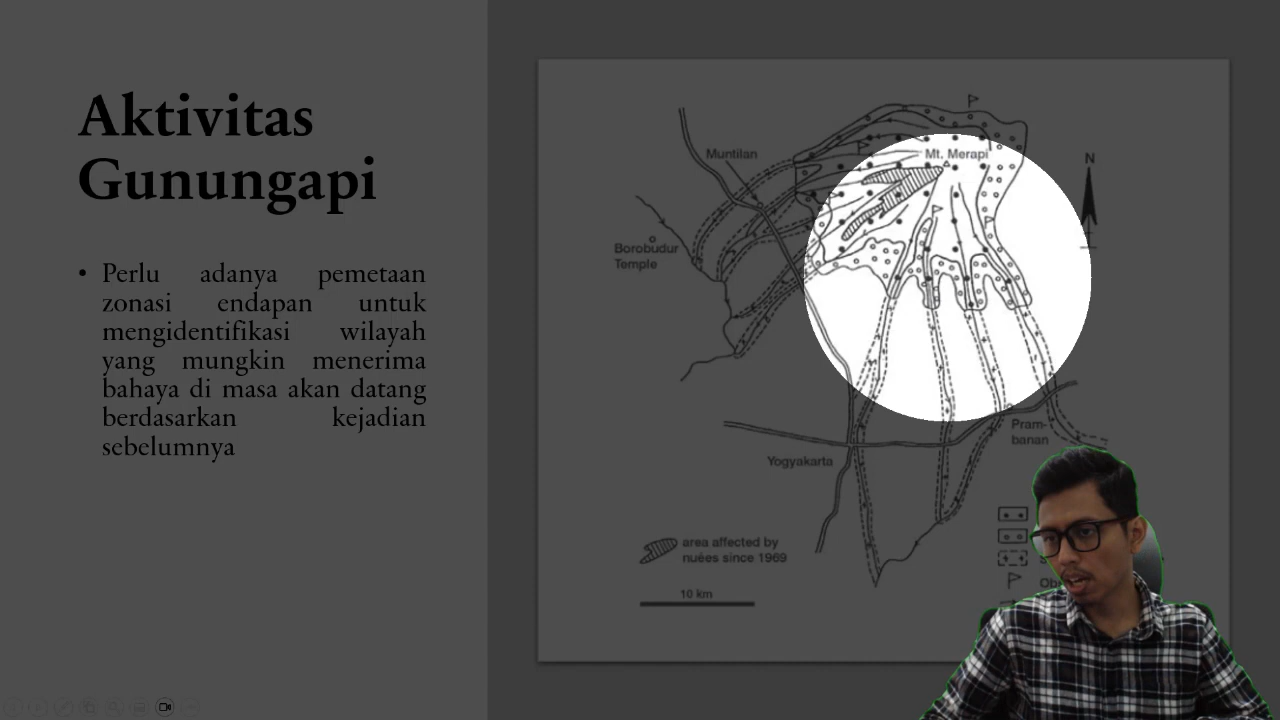 Aktivitas
Gunungapi
• Perlu adanya pemetaan
zonasi endapan untuk
mengidentifikasi wilayah
yang mungkin menerima
bahaya di masa akan datang
berdasarkan kejadian
sebelumnya
Muntilan
Mt. Merapi
N
Borobudur
Temple
Pram-
banan
Yogyakarta
area affected by
nuées since 1969
10 km